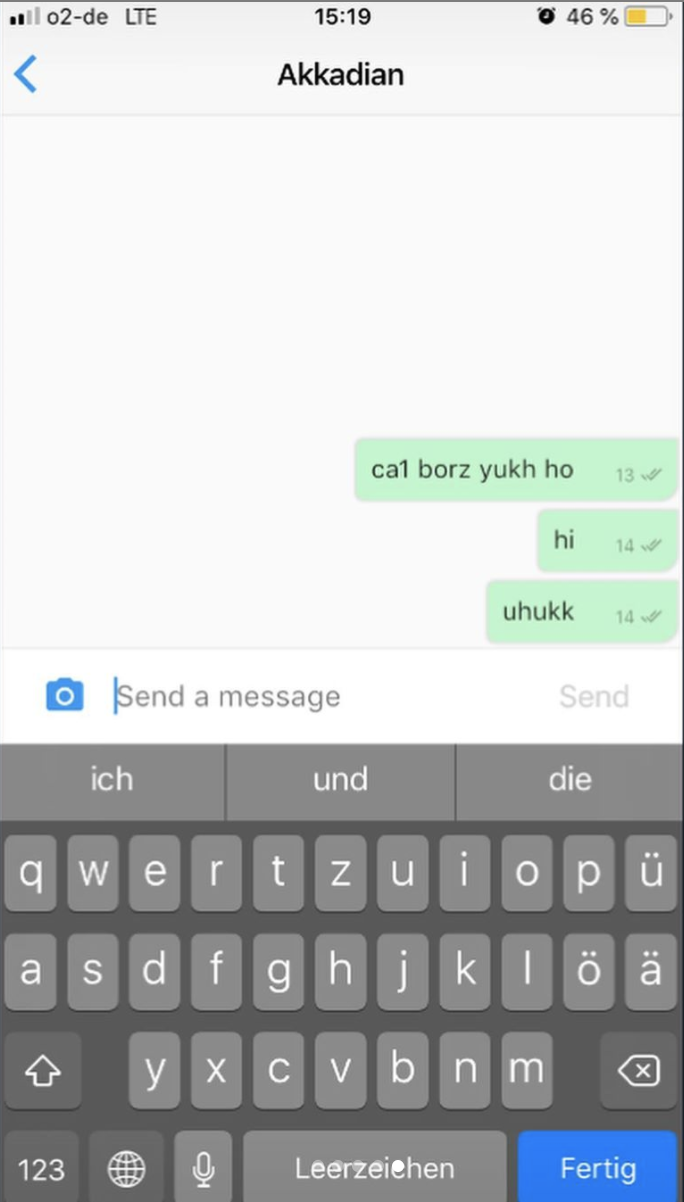 o2-de LTE 15:19 46 %
Akkadian
ca1 borz yukh ho 13
hi 14
uhukk 14
Send a message Send
ich und die
q w e r t z u i o p ü
a s d f g h j k l ö ä
y x c v b n m
123 Leerzeichen Fertig